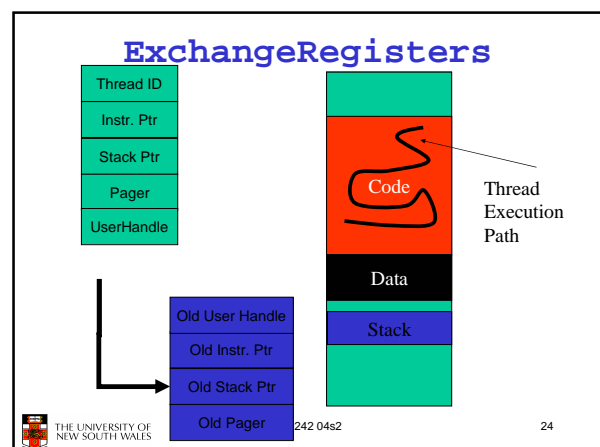 ExchangeRegisters
Thread ID
Instr. Ptr
Stack Ptr
Pager
UserHandle
Code
Data
Stack
Thread
Execution
Path
Old User Handle
Old Instr. Ptr
Old Stack Ptr
Old Pager
THE UNIVERSITY OF
NEW SOUTH WALES
242 04s2
24